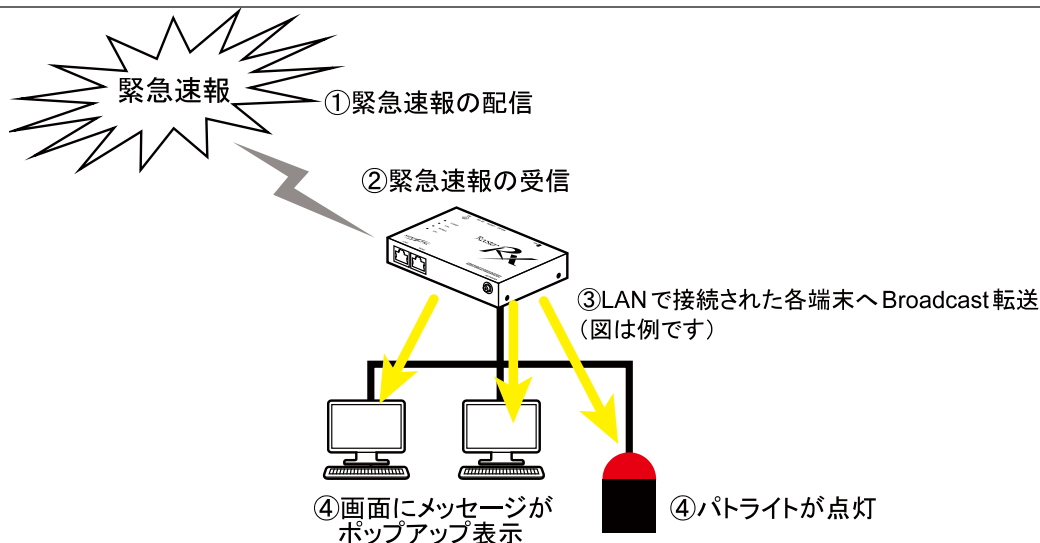 緊急速報
①緊急速報の配信
②緊急速報の受信
Rooster
RX
③LANで接続された各端末へBroadcast転送
（図は例です）
④画面にメッセージが
ポップアップ表示
④パトライトが点灯